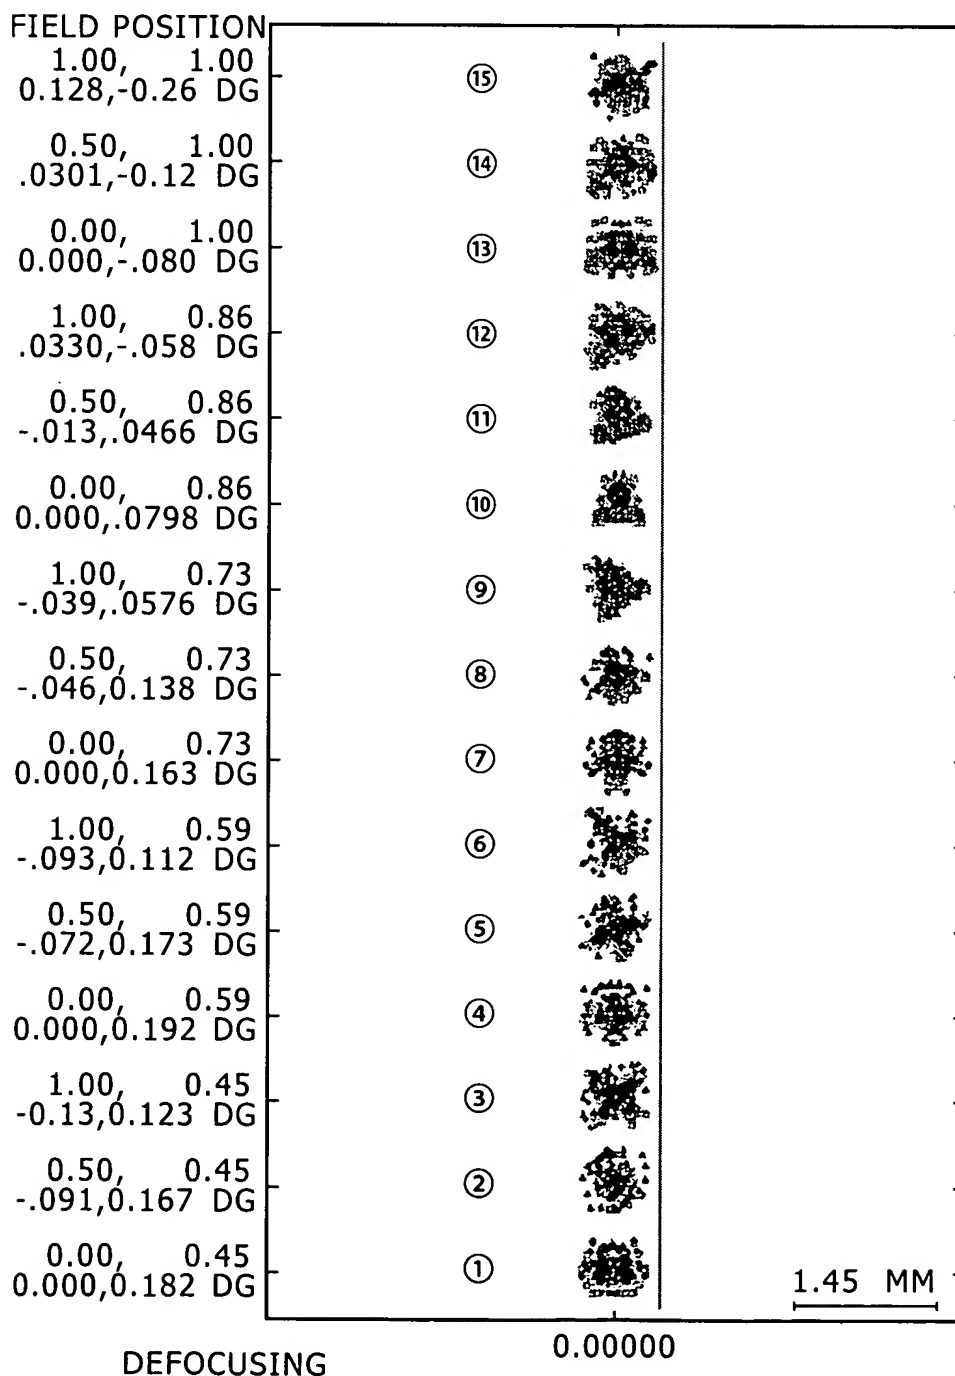 FIELD POSITION
1.00, 1.00
0.128,-0.26 DG
⑮
0.50, 1.00
.0301,-0.12 DG
⑭
0.00, 1.00
0.000,-.080 DG
⑬
1.00, 0.86
.0330,-.058 DG
⑫
0.50, 0.86
-.013,.0466 DG
⑪
0.00, 0.86
0.000,.0798 DG
⑩
1.00, 0.73
-.039,.0576 DG
⑨
0.50, 0.73
-.046,0.138 DG
⑧
0.00, 0.73
0.000,0.163 DG
⑦
1.00, 0.59
-.093,0.112 DG
⑥
0.50, 0.59
-.072,0.173 DG
⑤
0.00, 0.59
0.000,0.192 DG
④
1.00, 0.45
-0.13,0.123 DG
③
0.50, 0.45
-.091,0.167 DG
②
0.00, 0.45
0.000,0.182 DG
①
1.45 MM
0.00000
DEFOCUSING